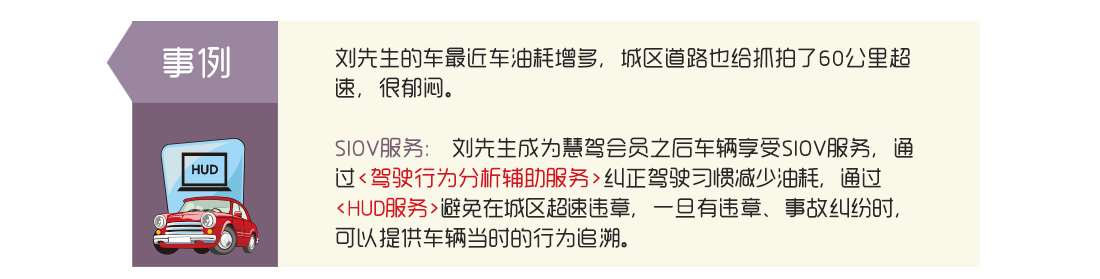 事例
刘先生的车最近车油耗增多，城区道路也给抓拍了60公里超
速，很郁闷。
SIOV服务： 刘先生成为慧驾会员之后车辆享受SIOV服务，通
过<驾驶行为分析辅助服务>纠正驾驶习惯减少油耗，通过
<HUD服务>避免在城区超速违章，一旦有违章、事故纠纷时，
可以提供车辆当时的行为追溯。
HUD